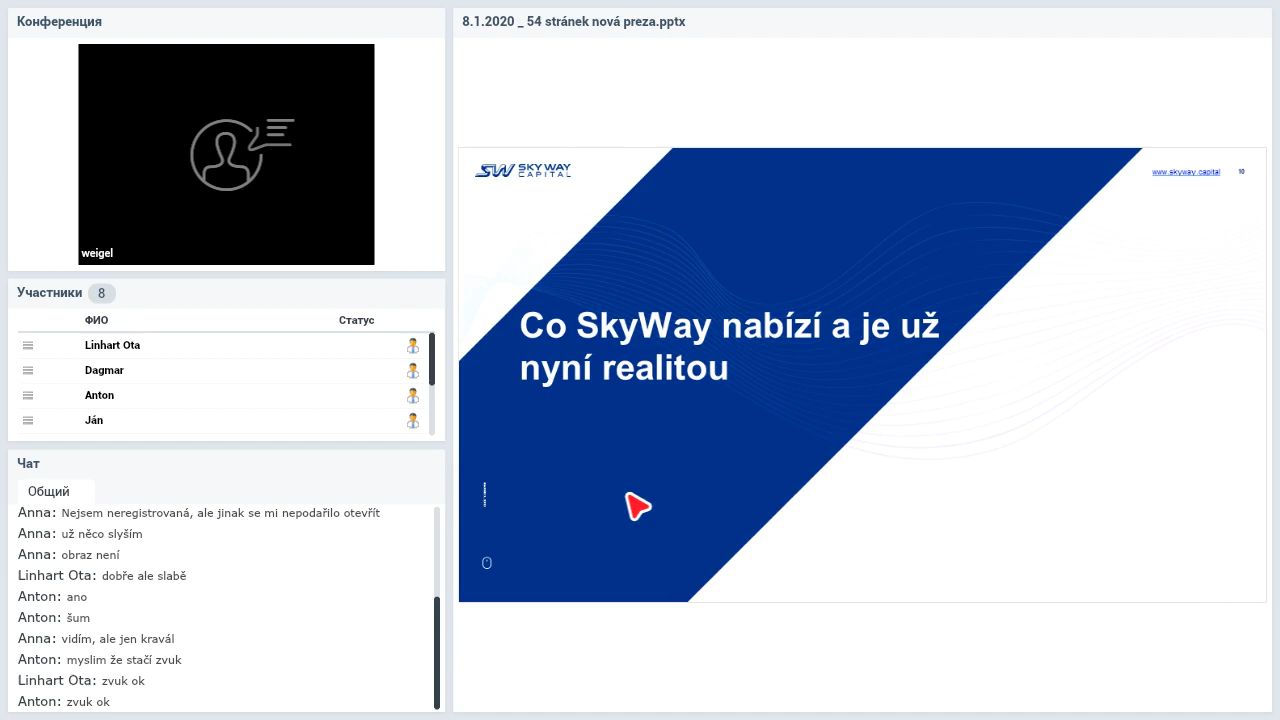 Конференция
weigel
Участники 8
ФИО Статус
Linhart Ota
Dagmar
Anton
Ján
Чат
Общий
Anna: Nejsem neregistrovaná, ale jinak se mi nepodařilo otevřít
Anna: už něco slyším
Anna: obraz není
Linhart Ota: dobře ale slabě
Anton: ano
Anton: šum
Anna: vidím, ale jen kravál
Anton: myslim že stačí zvuk
Linhart Ota: zvuk ok
Anton: zvuk ok
8.1.2020 _ 54 stránek nová preza.pptx
SW SKY WAY
CAPITAL
www.skyway.capital 10
Co SkyWay nabízí a je už
nyní realitou